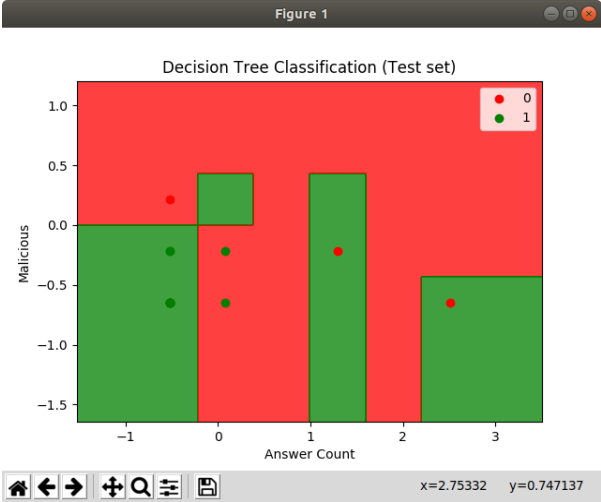 Figure 1
Decision Tree Classification (Test set)
0
1
1.0
0.5
0.0
−0.5
−1.0
−1.5
Malicious
−1 0 1 2 3
Answer Count
x=2.75332 y=0.747137